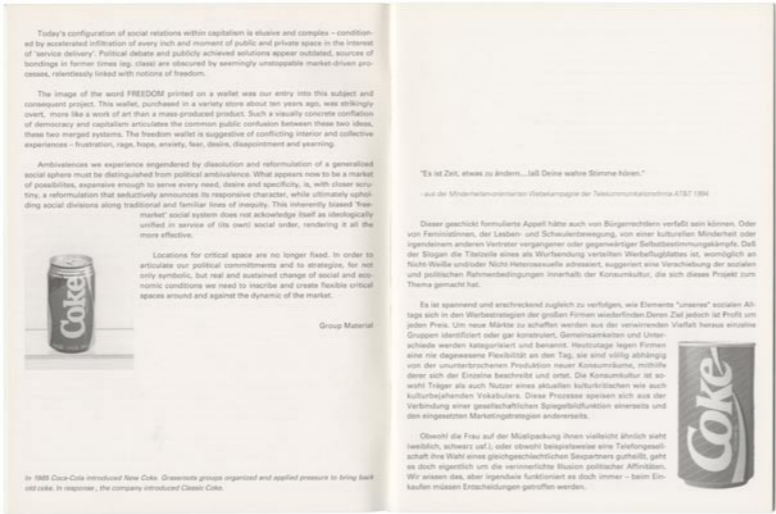 Today's configuration of social relations within capitalism is elusive and complex – condition-
ed by accelerated infiltration of every inch and moment of public and private space in the interest
of 'service delivery'. Political debate and publicly achieved solutions appear outdated, sources of
bondings in former times (eg. class) are obscured by seemingly unstoppable market-driven pro-
cesses, relentlessly linked with notions of freedom.
The image of the word FREEDOM printed on a wallet was our entry into this subject and
consequent project. This wallet, purchased in a variety store about ten years ago, was strikingly
overt, more like a work of art than a mass-produced product. Such a visually concrete conflation
of democracy and capitalism articulates the common public confusion between these two ideas,
these two merged systems. The freedom wallet is suggestive of conflicting interior and collective
experiences – frustration, rage, hope, anxiety, fear, desire, disapointment and yearning.
Ambivalences we experience engendered by dissolution and reformulation of a generalized
social sphere must be distinguished from political ambivalence. What appears now to be a market
of possibilites, expansive enough to serve every need, desire and specificity, is, with closer scru-
tiny, a reformulation that seductively announces its responsive character, while ultimately uphol-
ding social divisions along traditional and familiar lines of inequity. This inherently biased 'free-
market' social system does not acknowledge itself as ideologically
unified in service of its own) social order, rendering it all the
more effective.
Locations for critical space are no longer fixed. In order to
articulate our political commitments and to strategize, for not
only symbolic, but real and sustained change of social and eco-
nomic conditions we need to inscribe and create flexible critical
spaces around and against the dynamic of the market.
Group Material
Coke
In 1985 Coca-Cola introduced New Coke. Grassroots groups organized and applied pressure to bring back
old coke. In response, the company introduced Classic Coke.
"Es ist Zeit, etwas zu ändern....laß Deine wahre Stimme hören."
- aus der Minderheiten-orientierten Werbekampagne der Telekommunikationsfirma AT&T 1994
Dieser geschickt formulierte Appell hätte auch von Bürgerrechtlern verfaßt sein können. Oder
von Feministinnen, der Lesben- und Schwulenbewegung, von einer kulturellen Minderheit oder
irgendeinem anderen Vertreter vergangener oder gegenwärtiger Selbstbestimmungskämpfe. Daß
der Slogan die Titelzeile eines als Wurfsendung verteilten Werbeflugblattes ist, womöglich an
Nicht-Weiße und/oder Nicht-Heterosexuelle adressiert, suggeriert eine Verschiebung der sozialen
und politischen Rahmenbedingungen innerhalb der Konsumkultur, die sich dieses Projekt zum
Thema gemacht hat.
Es ist spannend und erschreckend zugleich zu verfolgen, wie Elemente "unseres" sozialen All-
tags sich in den Werbestrategien der großen Firmen wiederfinden.Deren Ziel jedoch ist Profit um
jeden Preis. Um neue Märkte zu schaffen werden aus der verwirrenden Vielfalt heraus einzelne
Gruppen identifiziert oder gar konstruiert, Gemeinsamkeiten und Unter-
schiede werden kategorisiert und benannt. Heutzutage legen Firmen
eine nie dagewesene Flexibilität an den Tag, sie sind völlig abhängig
von der ununterbrochenen Produktion neuer Konsumräume, mithilfe
derer sich der Einzelne beschreibt und ortet. Die Konsumkultur ist so-
wohl Träger als auch Nutzer eines aktuellen kulturkritischen wie auch
kulturbejahenden Vokabulars. Diese Prozesse speisen sich aus der
Verbindung einer gesellschaftlichen Spiegelbildfunktion einerseits und
den eingesetzten Marketingstrategien andererseits.
Coke
Obwohl die Frau auf der Müslipackung Ihnen vielleicht ähnlich sieht
(weiblich, schwarz usf.), oder obwohl beispielsweise eine Telefongesell-
schaft ihre Wahl eines gleichgeschlechtlichen Sexpartners gutheißt, geht
es doch eigentlich um die verinnerlichte Illusion politischer Affinitäten.
Wir wissen das, aber irgendwie funktioniert es doch immer – beim Ein-
kaufen müssen Entscheidungen getroffen werden.